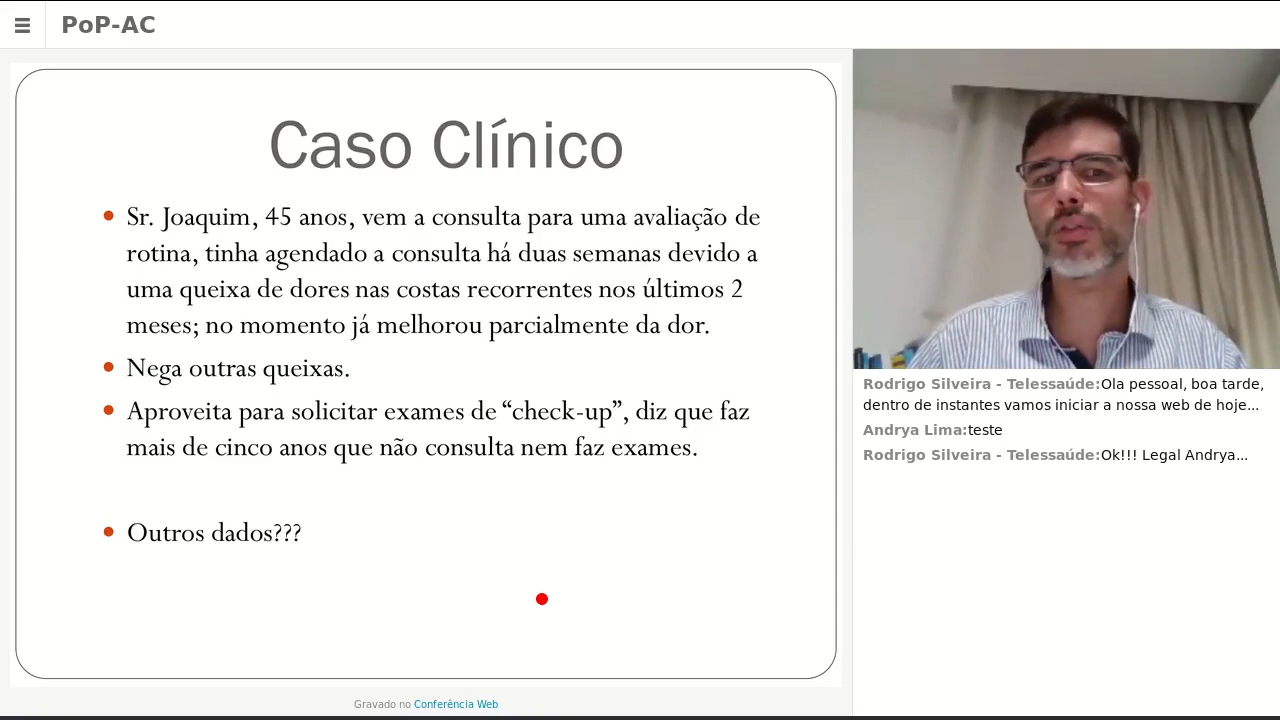 PoP-AC
Caso Clínico
• Sr. Joaquim, 45 anos, vem a consulta para uma avaliação de
rotina, tinha agendado a consulta há duas semanas devido a
uma queixa de dores nas costas recorrentes nos últimos 2
meses; no momento já melhorou parcialmente da dor.
• Nega outras queixas.
• Aproveita para solicitar exames de “check-up”, diz que faz
mais de cinco anos que não consulta nem faz exames.
• Outros dados???
Gravado no Conferência Web
Rodrigo Silveira - Telessaúde:Ola pessoal, boa tarde,
dentro de instantes vamos iniciar a nossa web de hoje...
Andrya Lima:teste
Rodrigo Silveira - Telessaúde:Ok!!! Legal Andrya...